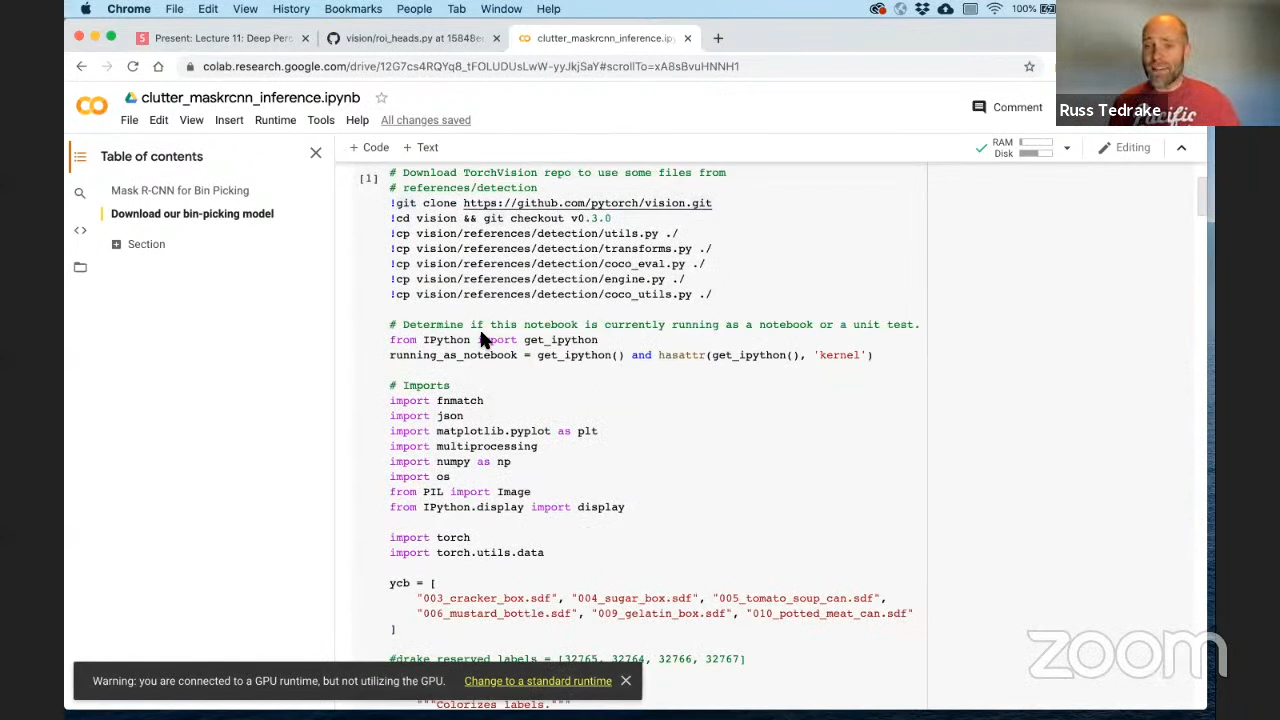 Chrome File Edit View History Bookmarks People Tab Window Help 100%
Present: Lecture 11: Deep Perc
vision/roi_heads.py at 15848e
clutter_maskrcnn_inference.ip
colab.research.google.com/drive/12G7cs4RQYq8_tFOLUDUsLwW-yyJkjSaY#scrollTo=xA8sBvuHNNH1
clutter_maskrcnn_inference.ipynb
File Edit View Insert Runtime Tools Help All changes saved
Comment
Russ Tedrake
Pacific
Table of contents
Mask R-CNN for Bin Picking
Download our bin-picking model
Section
+ Code + Text
RAM
Disk
Editing
[1]
# Download TorchVision repo to use some files from
# references/detection
!git clone https://github.com/pytorch/vision.git
!cd vision && git checkout v0.3.0
!cp vision/references/detection/utils.py ./
!cp vision/references/detection/transforms.py ./
!cp vision/references/detection/coco_eval.py ./
!cp vision/references/detection/engine.py ./
!cp vision/references/detection/coco_utils.py ./
# Determine if this notebook is currently running as a notebook or a unit test.
from IPython import get_ipython
running_as_notebook = get_ipython() and hasattr(get_ipython(), 'kernel')
# Imports
import fnmatch
import json
import matplotlib.pyplot as plt
import multiprocessing
import numpy as np
import os
from PIL import Image
from IPython.display import display
import torch
import torch.utils.data
ycb = [
"003_cracker_box.sdf", "004_sugar_box.sdf", "005_tomato_soup_can.sdf",
"006_mustard_bottle.sdf", "009_gelatin_box.sdf", "010_potted_meat_can.sdf"
]
#drake reserved labels = [32765, 32764, 32766, 32767]
"""Colorizes labels."""
Warning: you are connected to a GPU runtime, but not utilizing the GPU. Change to a standard runtime
zoom